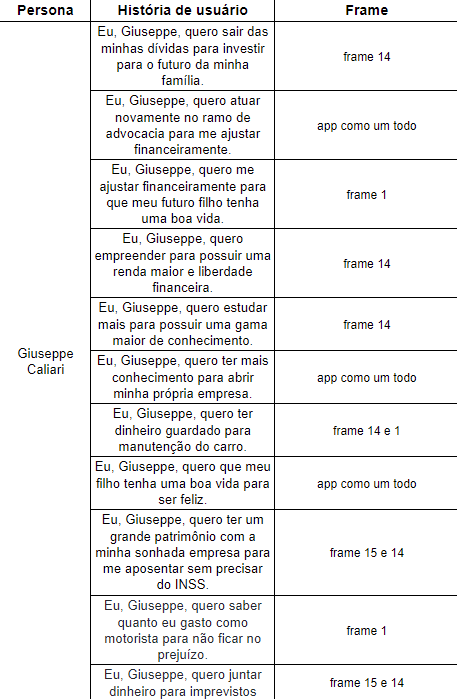 Persona História de usuário Frame
Eu, Giuseppe, quero sair das
minhas dívidas para investir
para o futuro da minha
família.
frame 14
Eu, Giuseppe, quero atuar
novamente no ramo de
advocacia para me ajustar
financeiramente.
app como um todo
Eu, Giuseppe, quero me
ajustar financeiramente para
que meu futuro filho tenha
uma boa vida.
frame 1
Eu, Giuseppe, quero
empreender para possuir uma
renda maior e liberdade
financeira.
frame 14
Eu, Giuseppe, quero estudar
mais para possuir uma gama
maior de conhecimento.
frame 14
Giuseppe
Caliari
Eu, Giuseppe, quero ter mais
conhecimento para abrir
minha própria empresa.
app como um todo
Eu, Giuseppe, quero ter
dinheiro guardado para
manutenção do carro.
frame 14 e 1
Eu, Giuseppe, quero que meu
filho tenha uma boa vida para
ser feliz.
app como um todo
Eu, Giuseppe, quero ter um
grande patrimônio com a
minha sonhada empresa para
me aposentar sem precisar
do INSS.
frame 15 e 14
Eu, Giuseppe, quero saber
quanto eu gasto como
motorista para não ficar no
prejuízo.
frame 1
Eu, Giuseppe, quero juntar
dinheiro para imprevistos
frame 15 e 14